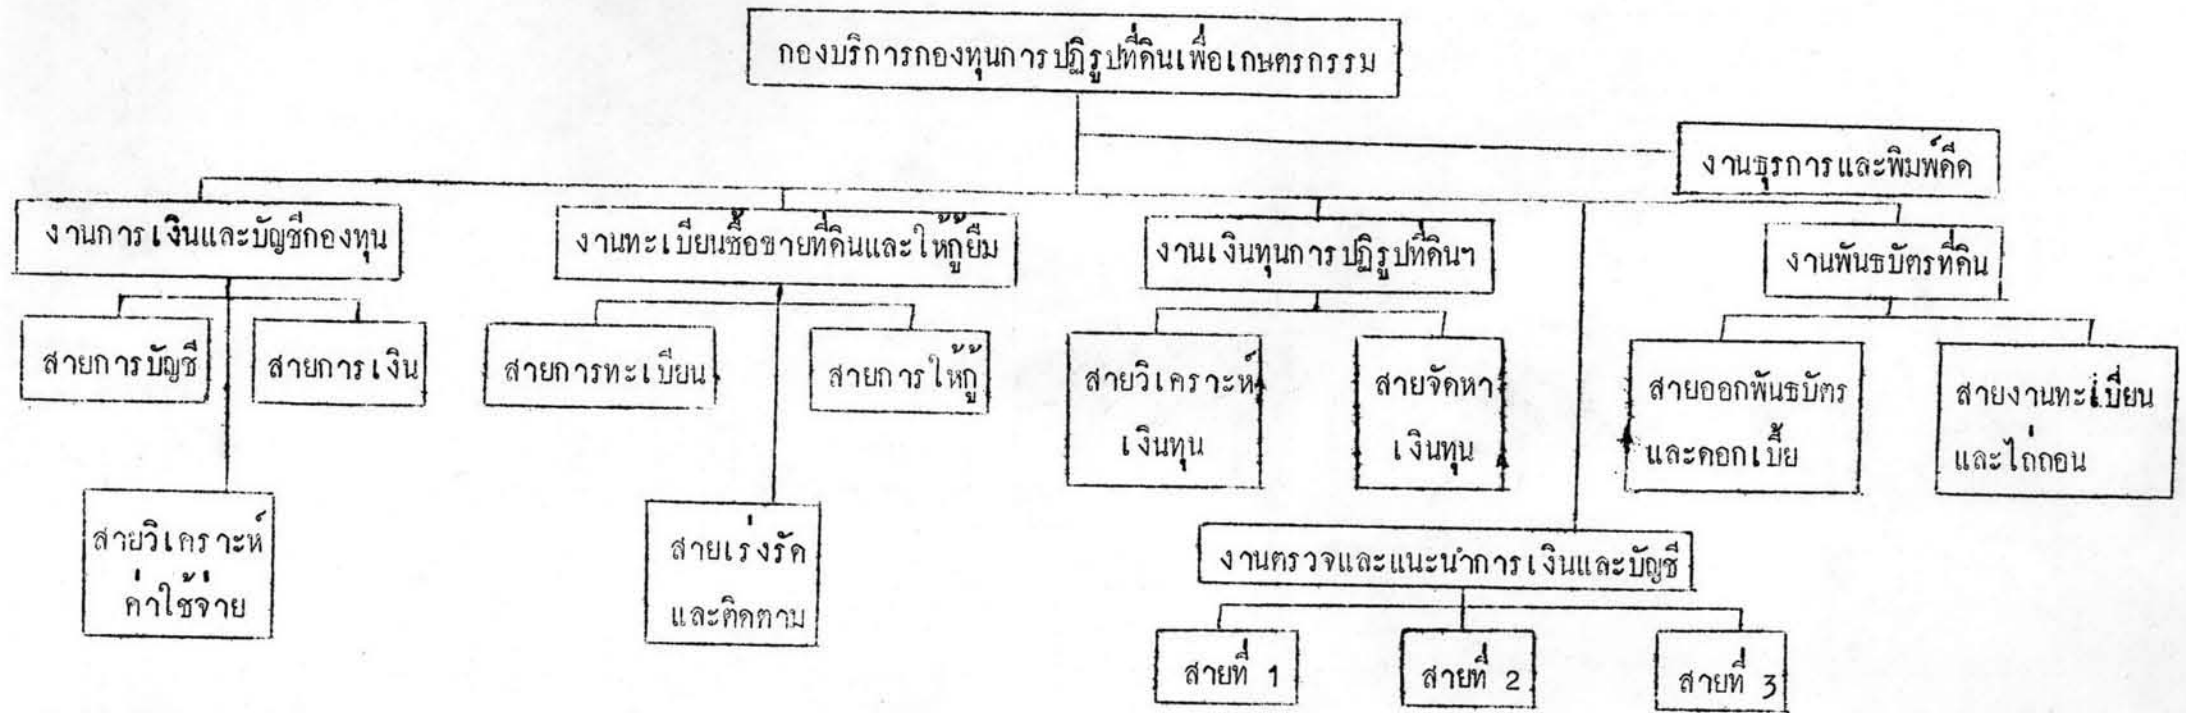 กองบริการกองทุนการปฏิรูปที่ดินเพื่อเกษตรกรรม
งานธุรการและพิมพ์ดีด
งานการเงินและบัญชีกองทุน
งานทะเบียนซื้อขายที่ดินและให้กู้ยืม
งานเงินทุนการปฏิรูปที่ดินฯ
งานพันธบัตรที่ดิน
สายการบัญชี
สายการเงิน
สายการทะเบียน
สายการให้กู้
สายวิเคราะห์
เงินทุน
สายจัดหา
เงินทุน
สายออกพันธบัตร
และดอกเบี้ย
สายงานทะเบียน
และไถ่ถอน
สายวิเคราะห์
ค่าใช้จ่าย
สายเร่งรัด
และติดตาม
งานตรวจและแนะนำการเงินและบัญชี
สายที่ 1
สายที่ 2
สายที่ 3